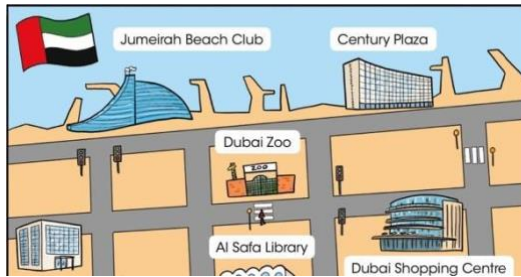 Jumeirah Beach Club
Century Plaza
Dubai Zoo
ZOO
Al Safa Library
Dubai Shopping Centre